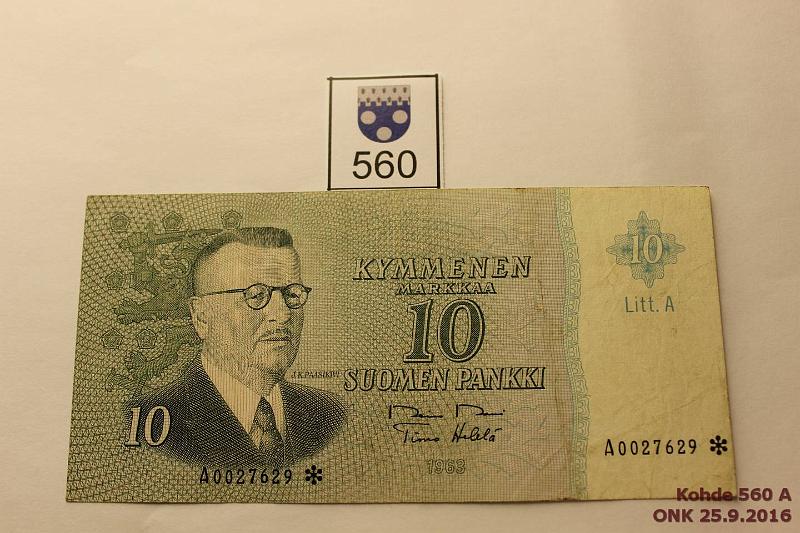 560
KYMMENEN
MARKKAA
10
SUOMEN PANKKI
J.K.PAASIKIVI
10
Litt. A
10
A0027629 *
1963
A0027629 *
Kohde 560 A
ONK 25.9.2016